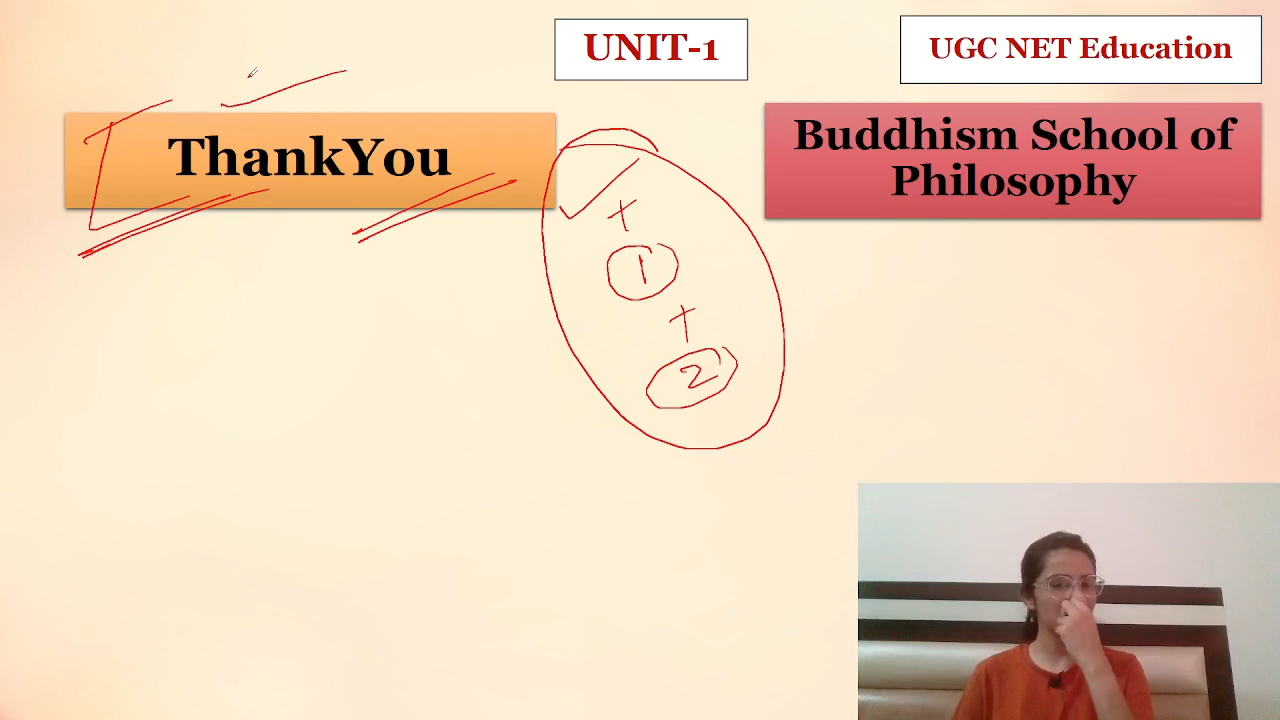 UNIT-1
UGC NET Education
ThankYou
Buddhism School of
Philosophy
+
1
+
2